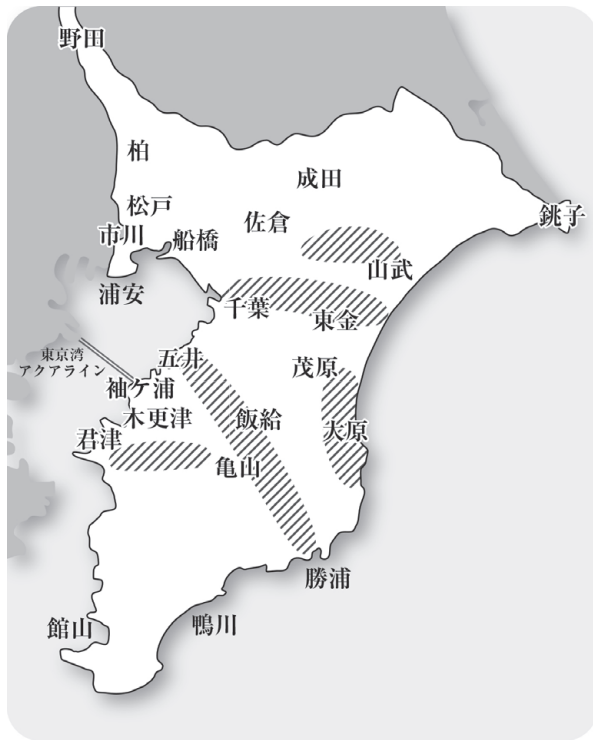 野田
柏
成田
松戸
佐倉
市川
船橋
銚子
山武
浦安
千葉
東金
東京湾
アクアライン
五井
茂原
袖ケ浦
木更津
飯給
君津
大原
亀山
勝浦
鴨川
館山